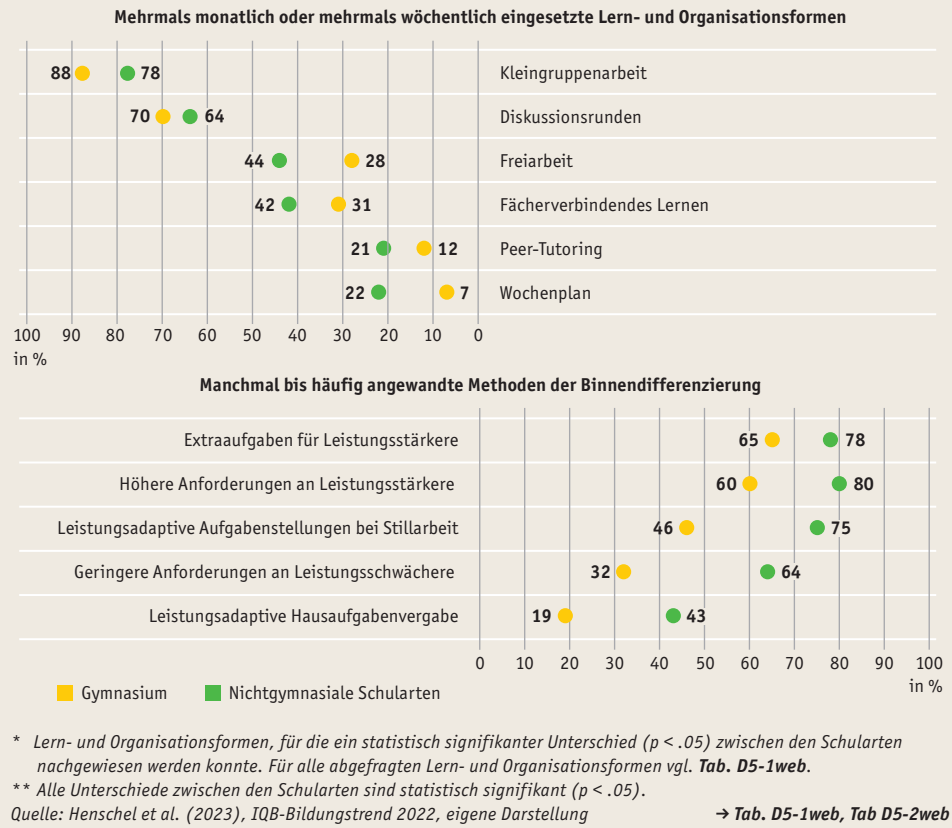 Mehrmals monatlich oder mehrmals wöchentlich eingesetzte Lern- und Organisationsformen
88 78 Kleingruppenarbeit
70 64 Diskussionsrunden
44 28 Freiarbeit
42 31 Fächerverbindendes Lernen
21 12 Peer-Tutoring
22 7 Wochenplan
100 90 80 70 60 50 40 30 20 10 0
in %
Manchmal bis häufig angewandte Methoden der Binnendifferenzierung
Extraaufgaben für Leistungsstärkere 65 78
Höhere Anforderungen an Leistungsstärkere 60 80
Leistungsadaptive Aufgabenstellungen bei Stillarbeit 46 75
Geringere Anforderungen an Leistungsschwächere 32 64
Leistungsadaptive Hausaufgabenvergabe 19 43
0 10 20 30 40 50 60 70 80 90 100
in %
Gymnasium Nichtgymnasiale Schularten
* Lern- und Organisationsformen, für die ein statistisch signifikanter Unterschied (p < .05) zwischen den Schularten
nachgewiesen werden konnte. Für alle abgefragten Lern- und Organisationsformen vgl. Tab. D5-1web.
** Alle Unterschiede zwischen den Schularten sind statistisch signifikant (p < .05).
Quelle: Henschel et al. (2023), IQB-Bildungstrend 2022, eigene Darstellung → Tab. D5-1web, Tab D5-2web